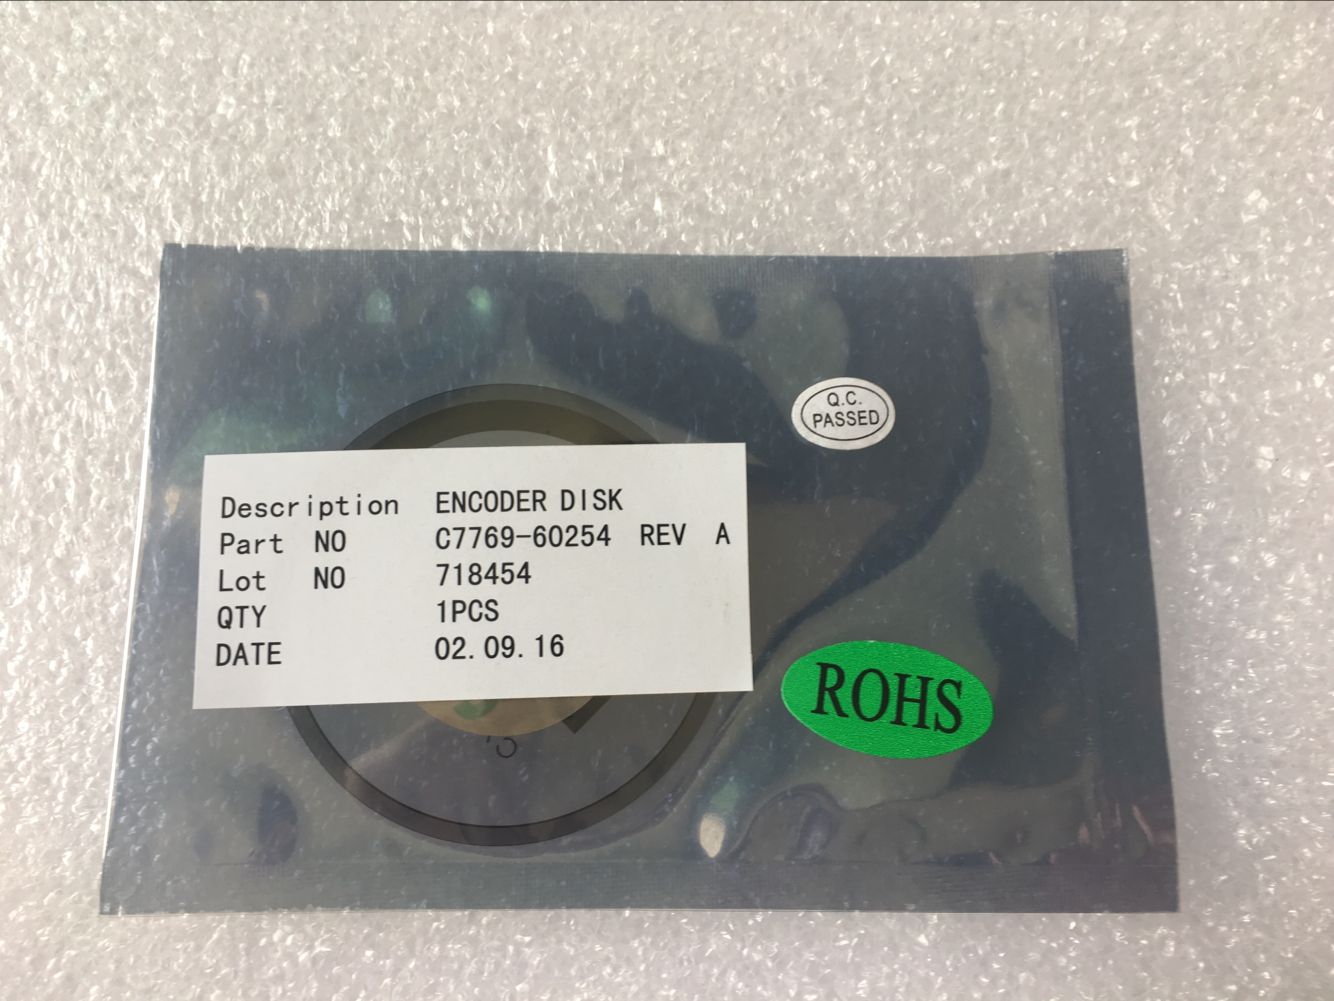 Q.C.
PASSED
Description ENCODER DISK
Part NO C7769-60254 REV A
Lot NO 718454
QTY 1PCS
DATE 02.09.16
ROHS